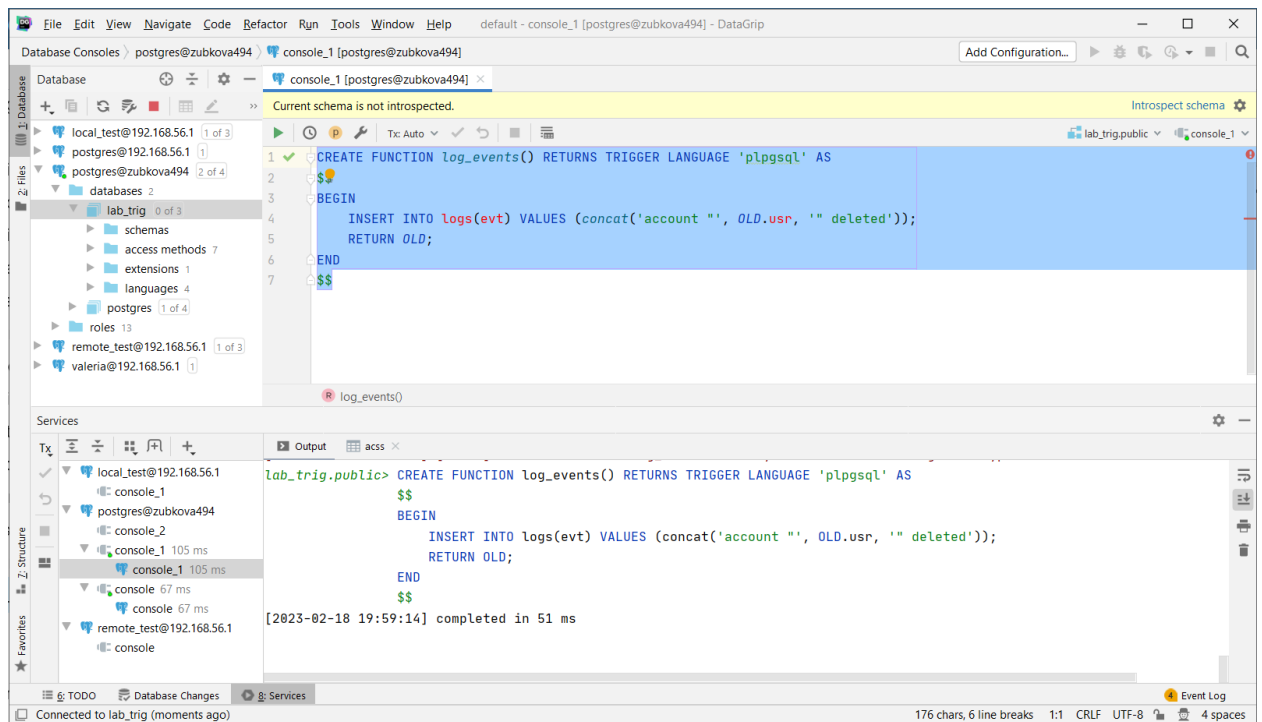 File Edit View Navigate Code Refactor Run Tools Window Help default - console_1 [postgres@zubkova494] - DataGrip
Database Consoles postgres@zubkova494 console_1 [postgres@zubkova494] Add Configuration...
1: Database
2: Files
Z: Structure
Favorites
Database
local_test@192.168.56.1 1 of 3
postgres@192.168.56.1 1
postgres@zubkova494 2 of 4
databases 2
lab_trig 0 of 3
schemas
access methods 7
extensions 1
languages 4
postgres 1 of 4
roles 13
remote_test@192.168.56.1 1 of 3
valeria@192.168.56.1 1
console_1 [postgres@zubkova494]
Current schema is not introspected. Introspect schema
Tx: Auto lab_trig.public console_1
1 CREATE FUNCTION log_events() RETURNS TRIGGER LANGUAGE 'plpgsql' AS
2 $$
3 BEGIN
4 INSERT INTO logs(evt) VALUES (concat('account "', OLD.usr, '" deleted'));
5 RETURN OLD;
6 END
7 $$
R log_events()
Services
Tx
local_test@192.168.56.1
console_1
postgres@zubkova494
console_2
console_1 105 ms
console_1 105 ms
console 67 ms
console 67 ms
remote_test@192.168.56.1
console
Output acss
lab_trig.public> CREATE FUNCTION log_events() RETURNS TRIGGER LANGUAGE 'plpgsql' AS
$$
BEGIN
INSERT INTO logs(evt) VALUES (concat('account "', OLD.usr, '" deleted'));
RETURN OLD;
END
$$
[2023-02-18 19:59:14] completed in 51 ms
6: TODO Database Changes 8: Services 4 Event Log
Connected to lab_trig (moments ago) 176 chars, 6 line breaks 1:1 CRLF UTF-8 4 spaces